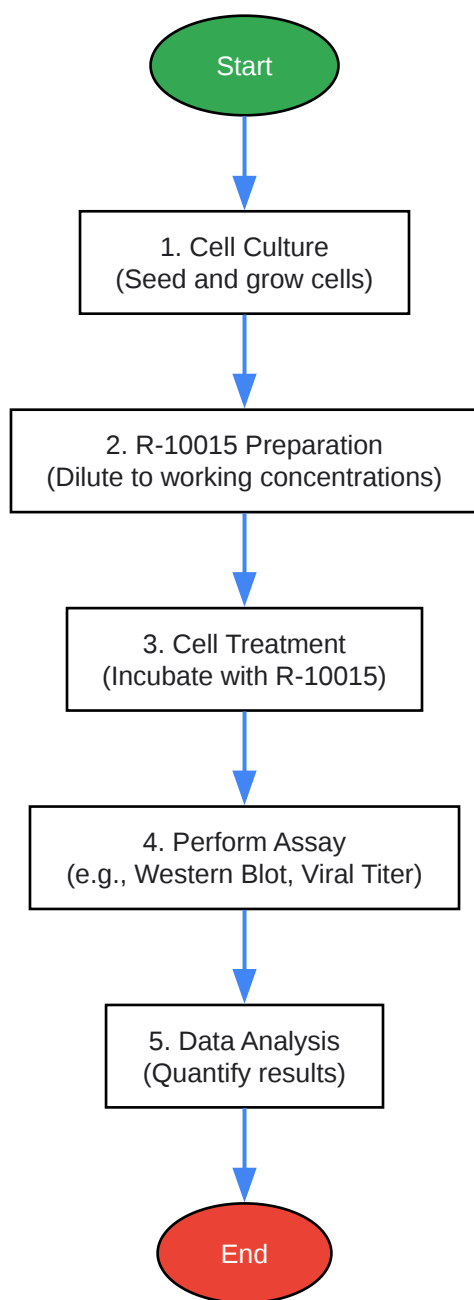 Start
1. Cell Culture
(Seed and grow cells)
2. R-10015 Preparation
(Dilute to working concentrations)
3. Cell Treatment
(Incubate with R-10015)
4. Perform Assay
(e.g., Western Blot, Viral Titer)
5. Data Analysis
(Quantify results)
End